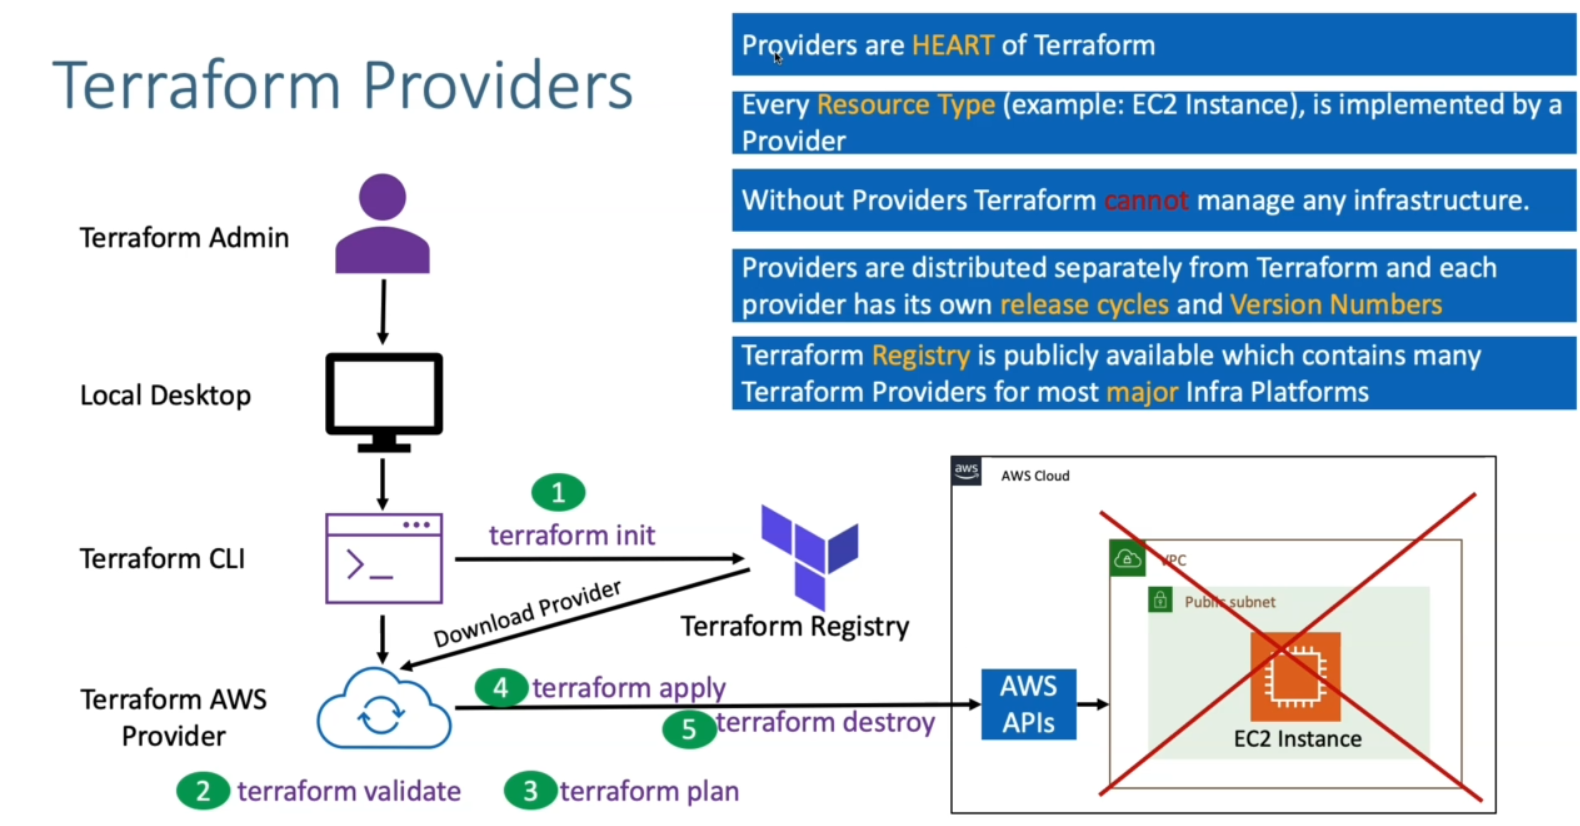 Terraform Providers
Providers are HEART of Terraform
Every Resource Type (example: EC2 Instance), is implemented by a
Provider
Without Providers Terraform cannot manage any infrastructure.
Providers are distributed separately from Terraform and each
provider has its own release cycles and Version Numbers
Terraform Registry is publicly available which contains many
Terraform Providers for most major Infra Platforms
Terraform Admin
Local Desktop
Terraform CLI
>_
1
terraform init
Download Provider
Terraform Registry
Terraform AWS
Provider
4 terraform apply
5 terraform destroy
2 terraform validate
3 terraform plan
aws
AWS Cloud
VPC
Public subnet
AWS
APIs
EC2 Instance